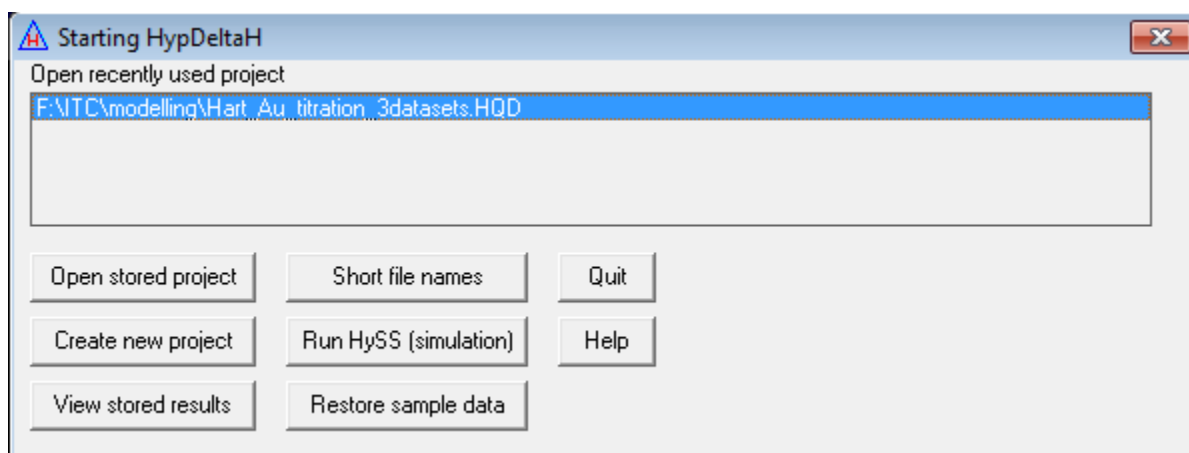 Starting HypDeltaH
Open recently used project
F:\ITC\modelling\Hart_Au_titration_3datasets.HQD
Open stored project
Short file names
Quit
Create new project
Run HySS (simulation)
Help
View stored results
Restore sample data